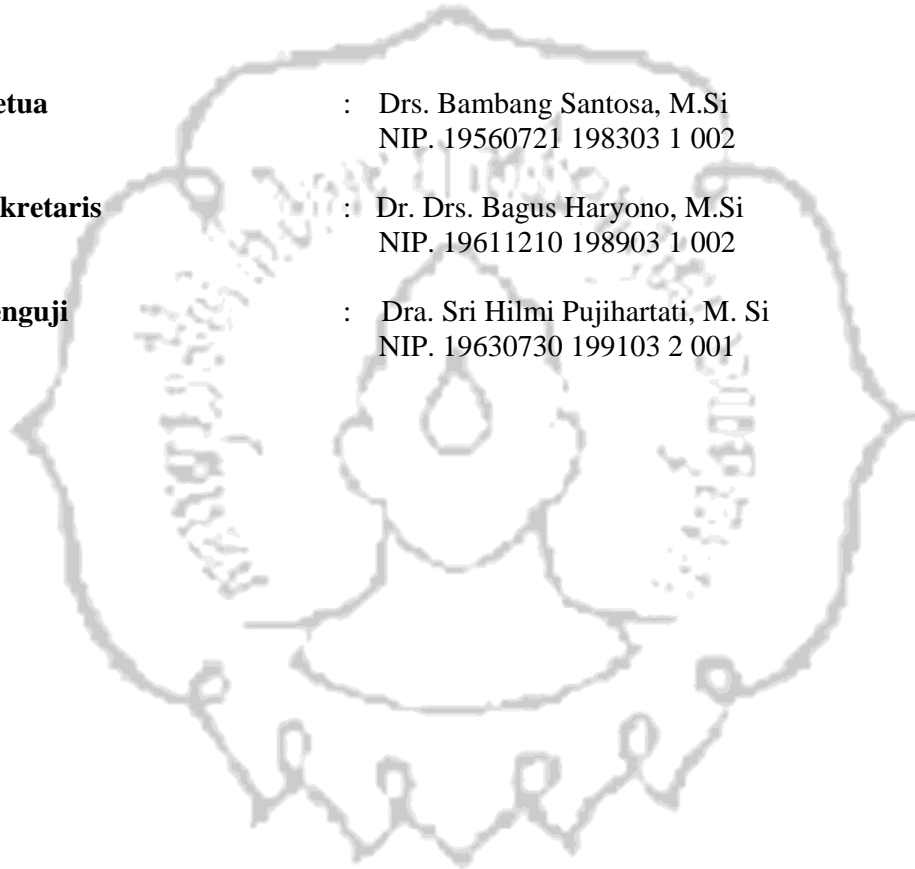 etua : Drs. Bambang Santosa, M.Si
NIP. 19560721 198303 1 002
kretaris : Dr. Drs. Bagus Haryono, M.Si
NIP. 19611210 198903 1 002
enguji : Dra. Sri Hilmi Pujihartati, M. Si
NIP. 19630730 199103 2 001